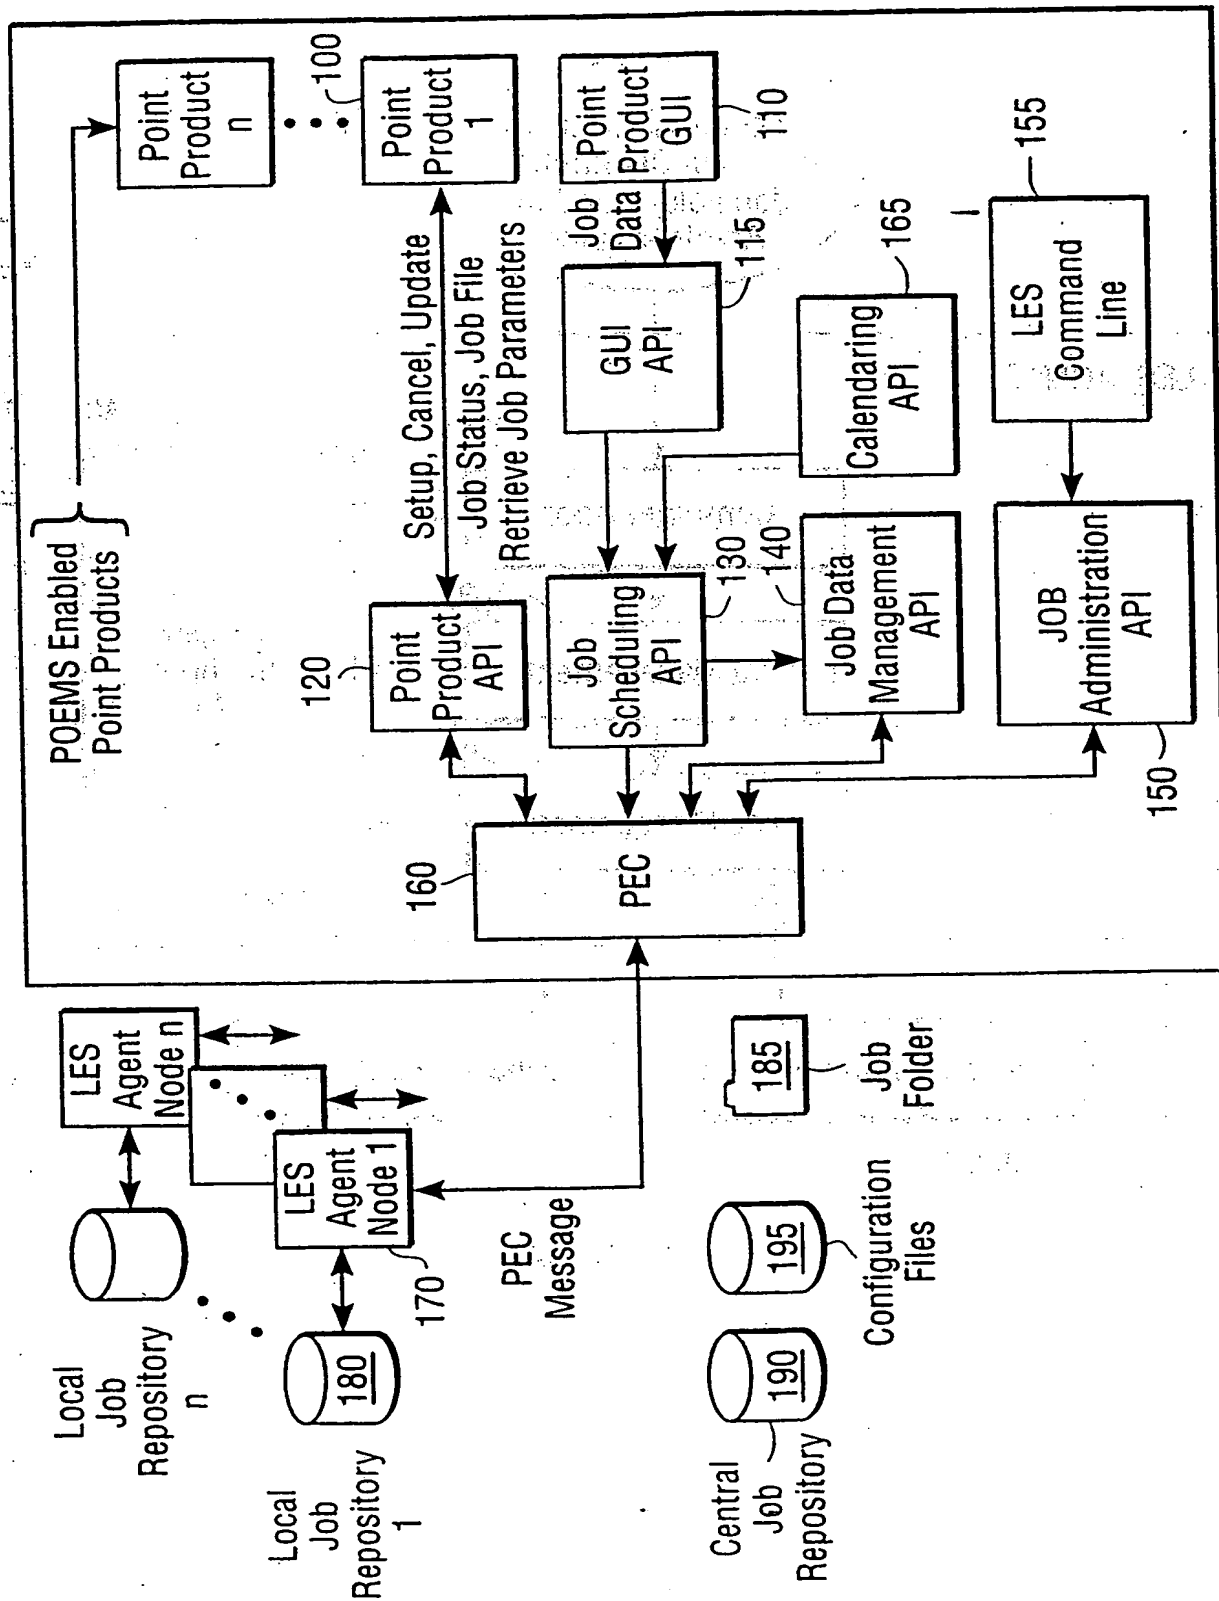 POEMS Enabled
Point Products
Point
Product
n
100
Point
Product
1
Setup, Cancel, Update
Job Status, Job File
Retrieve Job Parameters
120
Point
Product
API
Point
Product
GUI
110
Job
Data
GUI
API
115
Job
Scheduling
API
130
Calendaring
API
165
140
Job Data
Management
API
LES
Command
Line
155
JOB
Administration
API
150
160
PEC
LES
Agent
Node n
LES
Agent
Node 1
170
PEC
Message
Local
Job
Repository
n
180
Local
Job
Repository
1
185
Job
Folder
195
Configuration
Files
190
Central
Job
Repository